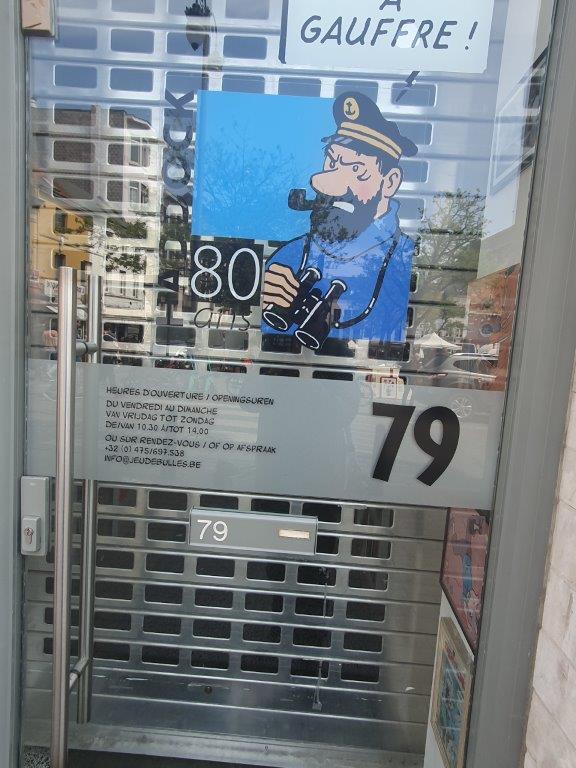 À
GAUFFRE !
HADDOCK
80
ans
HEURES D'OUVERTURE / OPENINGSUREN
DU VENDREDI AU DIMANCHE
VAN VRIJDAG TOT ZONDAG
DE/VAN 10.30 À/TOT 14.00
OU SUR RENDEZ-VOUS / OF OP AFSPRAAK
+32 (0) 475/697.538
INFO@JEUDEBULLES.BE
79
79